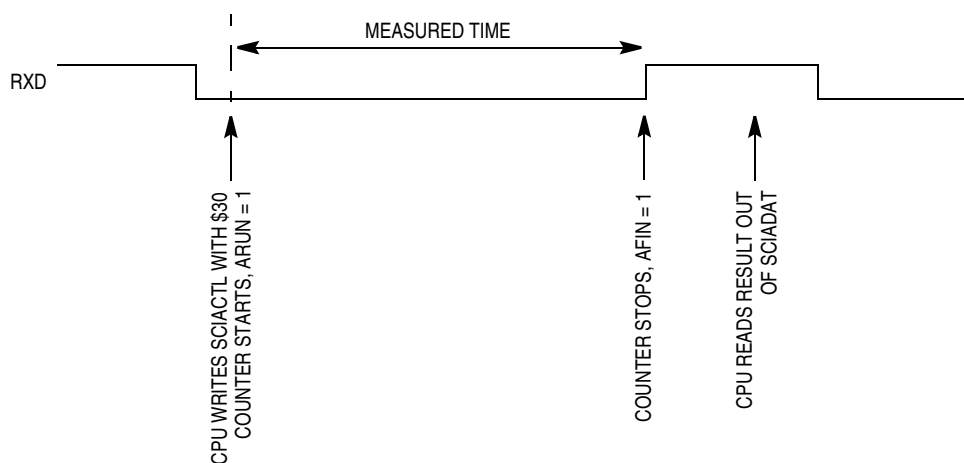 MEASURED TIME
RXD
CPU WRITES SCIACTL WITH $30
COUNTER STARTS, ARUN = 1
COUNTER STOPS, AFIN = 1
CPU READS RESULT OUT
OF SCIADAT